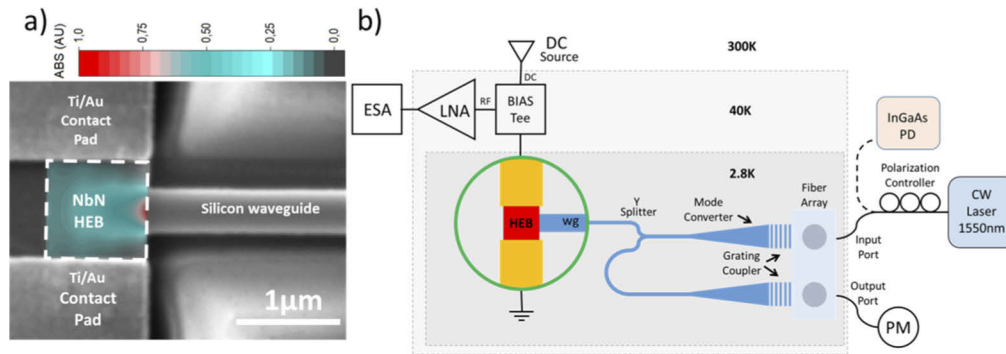 a)
ABS (AU)
1,0
0,75
0,50
0,25
0,0
Ti/Au
Contact
Pad
NbN
HEB
Silicon waveguide
Ti/Au
Contact
Pad
1µm
b)
DC
Source
300K
DC
ESA
LNA
RF
BIAS
Tee
40K
InGaAs
PD
2.8K
Polarization
Controller
Fiber
Array
CW
Laser
1550nm
Mode
Converter
Y
Splitter
HEB
wg
Input
Port
Grating
Coupler
Output
Port
PM